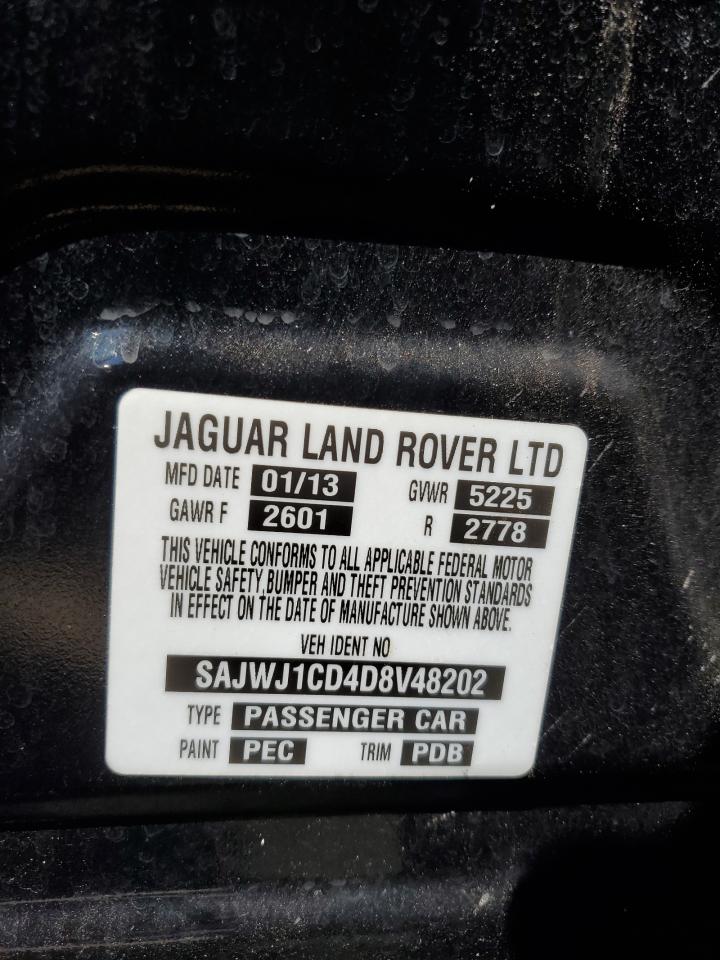 JAGUAR LAND ROVER LTD
MFD DATE 01/13 GVWR 5225
GAWR F 2601 R 2778
THIS VEHICLE CONFORMS TO ALL APPLICABLE FEDERAL MOTOR
VEHICLE SAFETY, BUMPER AND THEFT PREVENTION STANDARDS
IN EFFECT ON THE DATE OF MANUFACTURE SHOWN ABOVE.
VEH IDENT NO
SAJWJ1CD4D8V48202
TYPE PASSENGER CAR
PAINT PEC TRIM PDB